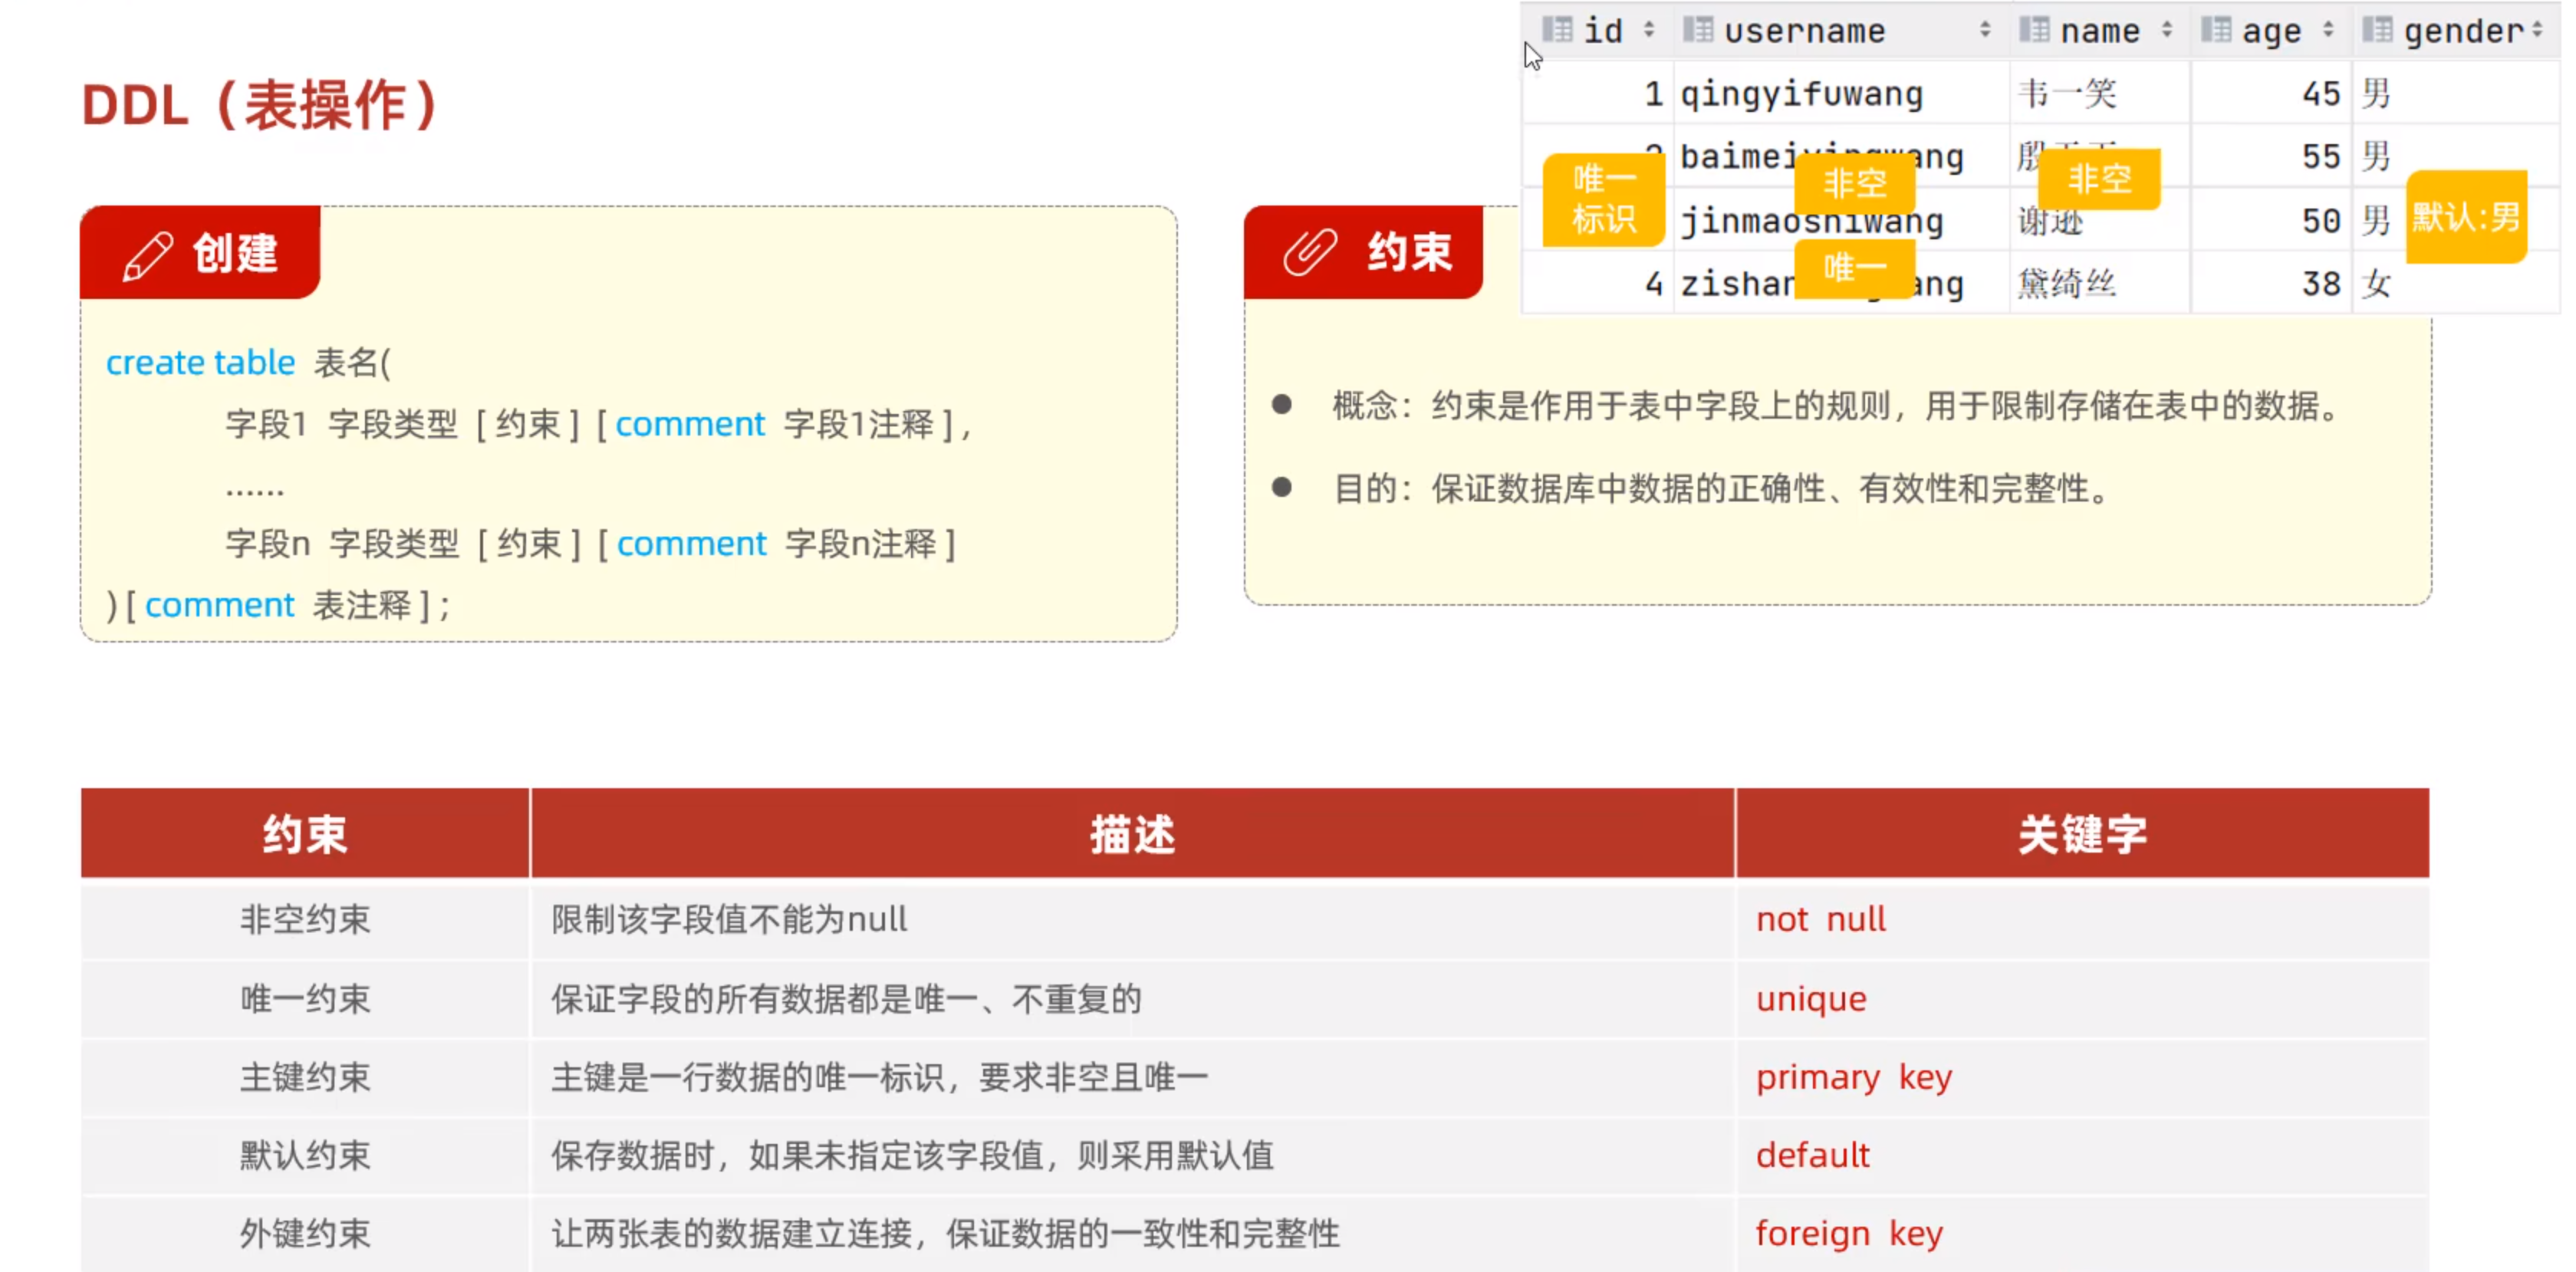 DDL（表操作）
id username name age gender
1 qingyifuwang 韦一笑 45 男
55 男
jinmaoshiwang 谢逊 50 男
4 黛绮丝 38 女
唯一
标识
非空
唯一
非空
默认:男
创建
create table 表名(
字段1 字段类型 [ 约束 ] [ comment 字段1注释 ] ,
......
字段n 字段类型 [ 约束 ] [ comment 字段n注释 ]
) [ comment 表注释 ] ;
约束
● 概念：约束是作用于表中字段上的规则，用于限制存储在表中的数据。
● 目的：保证数据库中数据的正确性、有效性和完整性。
约束 描述 关键字
非空约束 限制该字段值不能为null not null
唯一约束 保证字段的所有数据都是唯一、不重复的 unique
主键约束 主键是一行数据的唯一标识，要求非空且唯一 primary key
默认约束 保存数据时，如果未指定该字段值，则采用默认值 default
外键约束 让两张表的数据建立连接，保证数据的一致性和完整性 foreign key